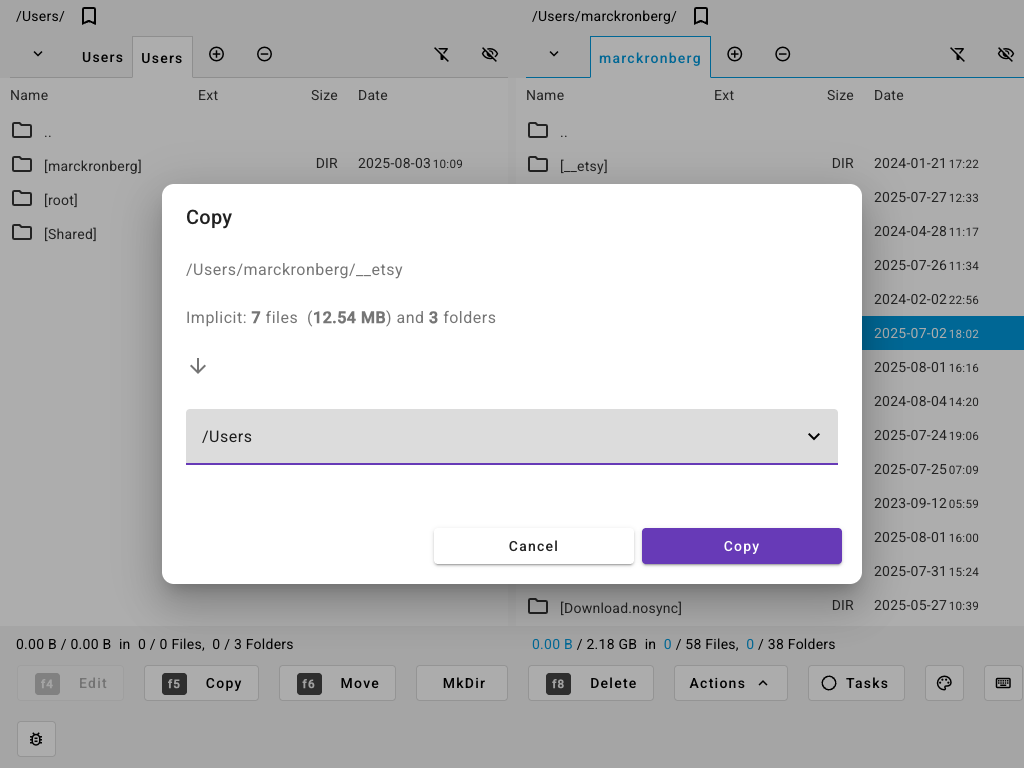 /Users/
/Users/marckronberg/
Users Users
marckronberg
Name Ext Size Date
Name Ext Size Date
..
..
[marckronberg] DIR 2025-08-03 10:09
[__etsy] DIR 2024-01-21 17:22
[root]
2025-07-27 12:33
[Shared]
2024-04-28 11:17
2025-07-26 11:34
2024-02-02 22:56
2025-07-02 18:02
2025-08-01 16:16
2024-08-04 14:20
2025-07-24 19:06
2025-07-25 07:09
2023-09-12 05:59
2025-08-01 16:00
2025-07-31 15:24
[Download.nosync] DIR 2025-05-27 10:39
Copy
/Users/marckronberg/__etsy
Implicit: 7 files (12.54 MB) and 3 folders
/Users
Cancel Copy
0.00 B / 0.00 B in 0 / 0 Files, 0 / 3 Folders
0.00 B / 2.18 GB in 0 / 58 Files, 0 / 38 Folders
f4 Edit f5 Copy f6 Move MkDir f8 Delete Actions Tasks